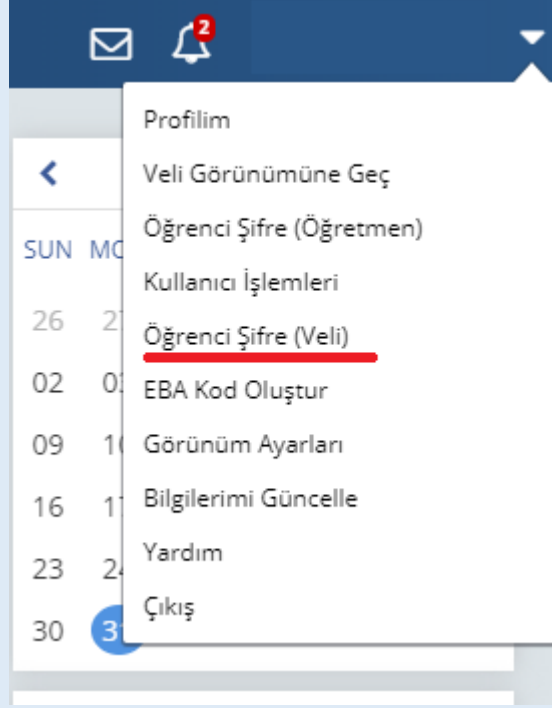 2
Profilim
Veli Görünümüne Geç
Öğrenci Şifre (Öğretmen)
Kullanıcı İşlemleri
Öğrenci Şifre (Veli)
EBA Kod Oluştur
Görünüm Ayarları
Bilgilerimi Güncelle
Yardım
Çıkış
SUN
26
02
09
16
23
30 31